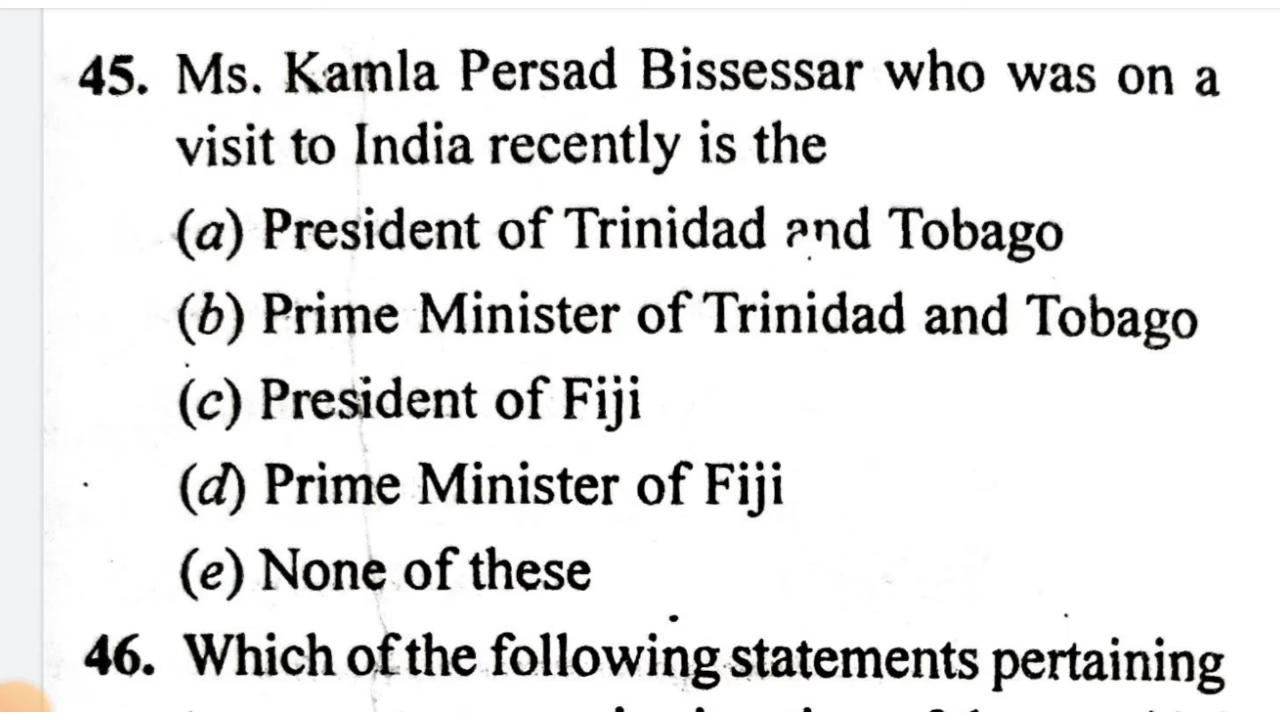 45. Ms. Kamla Persad Bissessar who was on a
visit to India recently is the
(a) President of Trinidad and Tobago
(b) Prime Minister of Trinidad and Tobago
(c) President of Fiji
(d) Prime Minister of Fiji
(e) None of these
46. Which of the following statements pertaining